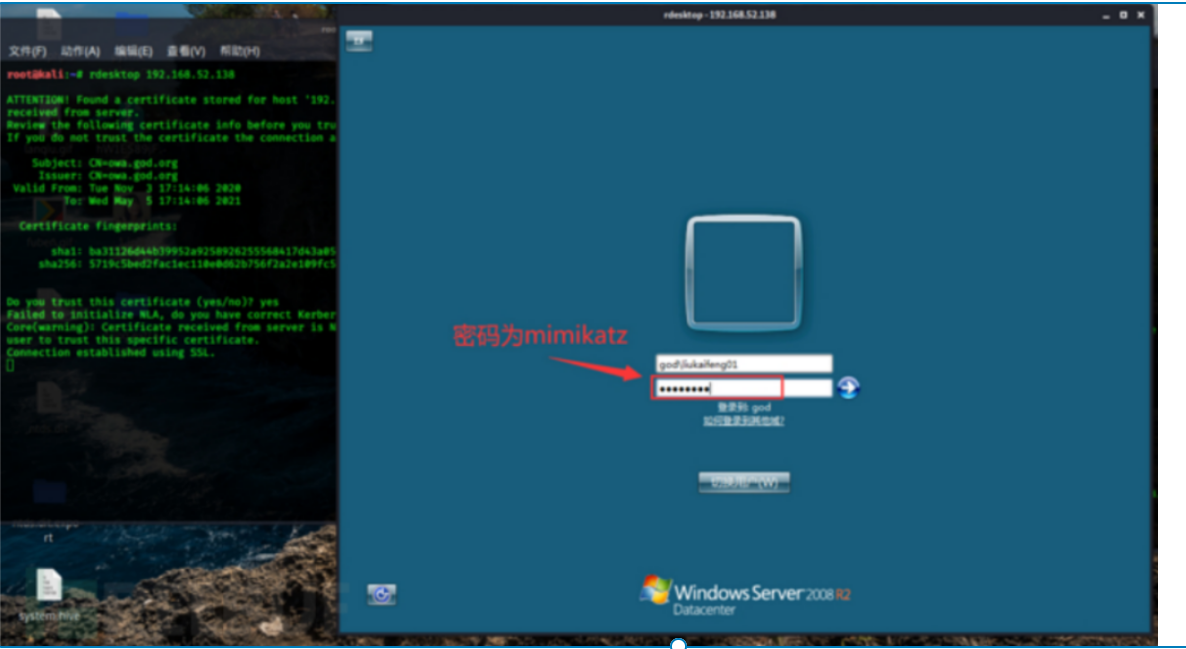 rdesktop - 192.168.52.138
文件(F) 动作(A) 编辑(E) 查看(V) 帮助(H)
root@kali:~# rdesktop 192.168.52.138
ATTENTION! Found a certificate stored for host '192.
received from server.
Review the following certificate info before you tru
If you do not trust the certificate the connection a
Subject: CN=owa.god.org
Issuer: CN=owa.god.org
Valid From: Tue Nov 3 17:14:06 2020
To: Wed May 5 17:14:06 2021
Certificate fingerprints:
sha1: ba31126d44b39952a9258926255568417d43a05
sha256: 5719c5bed2fac1ec110e0d62b756f2a2e109fc5
Do you trust this certificate (yes/no)? yes
Failed to initialize NLA, do you have correct Kerber
Core(warning): Certificate received from server is N
user to trust this specific certificate.
Connection established using SSL.
密码为mimikatz
god\liukaifeng01
登录到: god
如何登录到其他域?
切换用户(W)
Windows Server 2008 R2
Datacenter
rt
system.hive